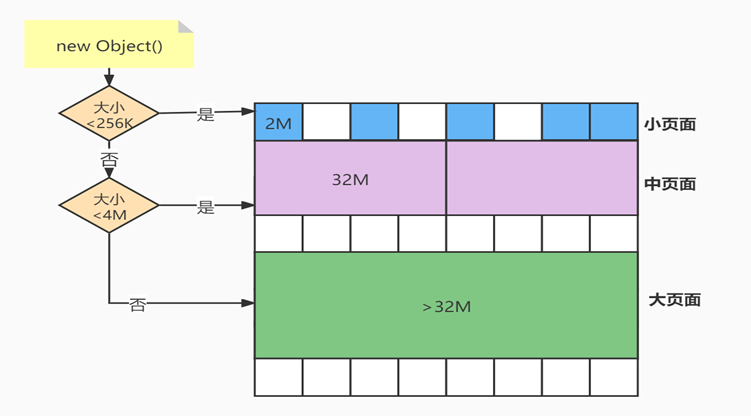 new Object()
大小
<256K
是
2M
小页面
否
32M
中页面
大小
<4M
是
否
>32M
大页面